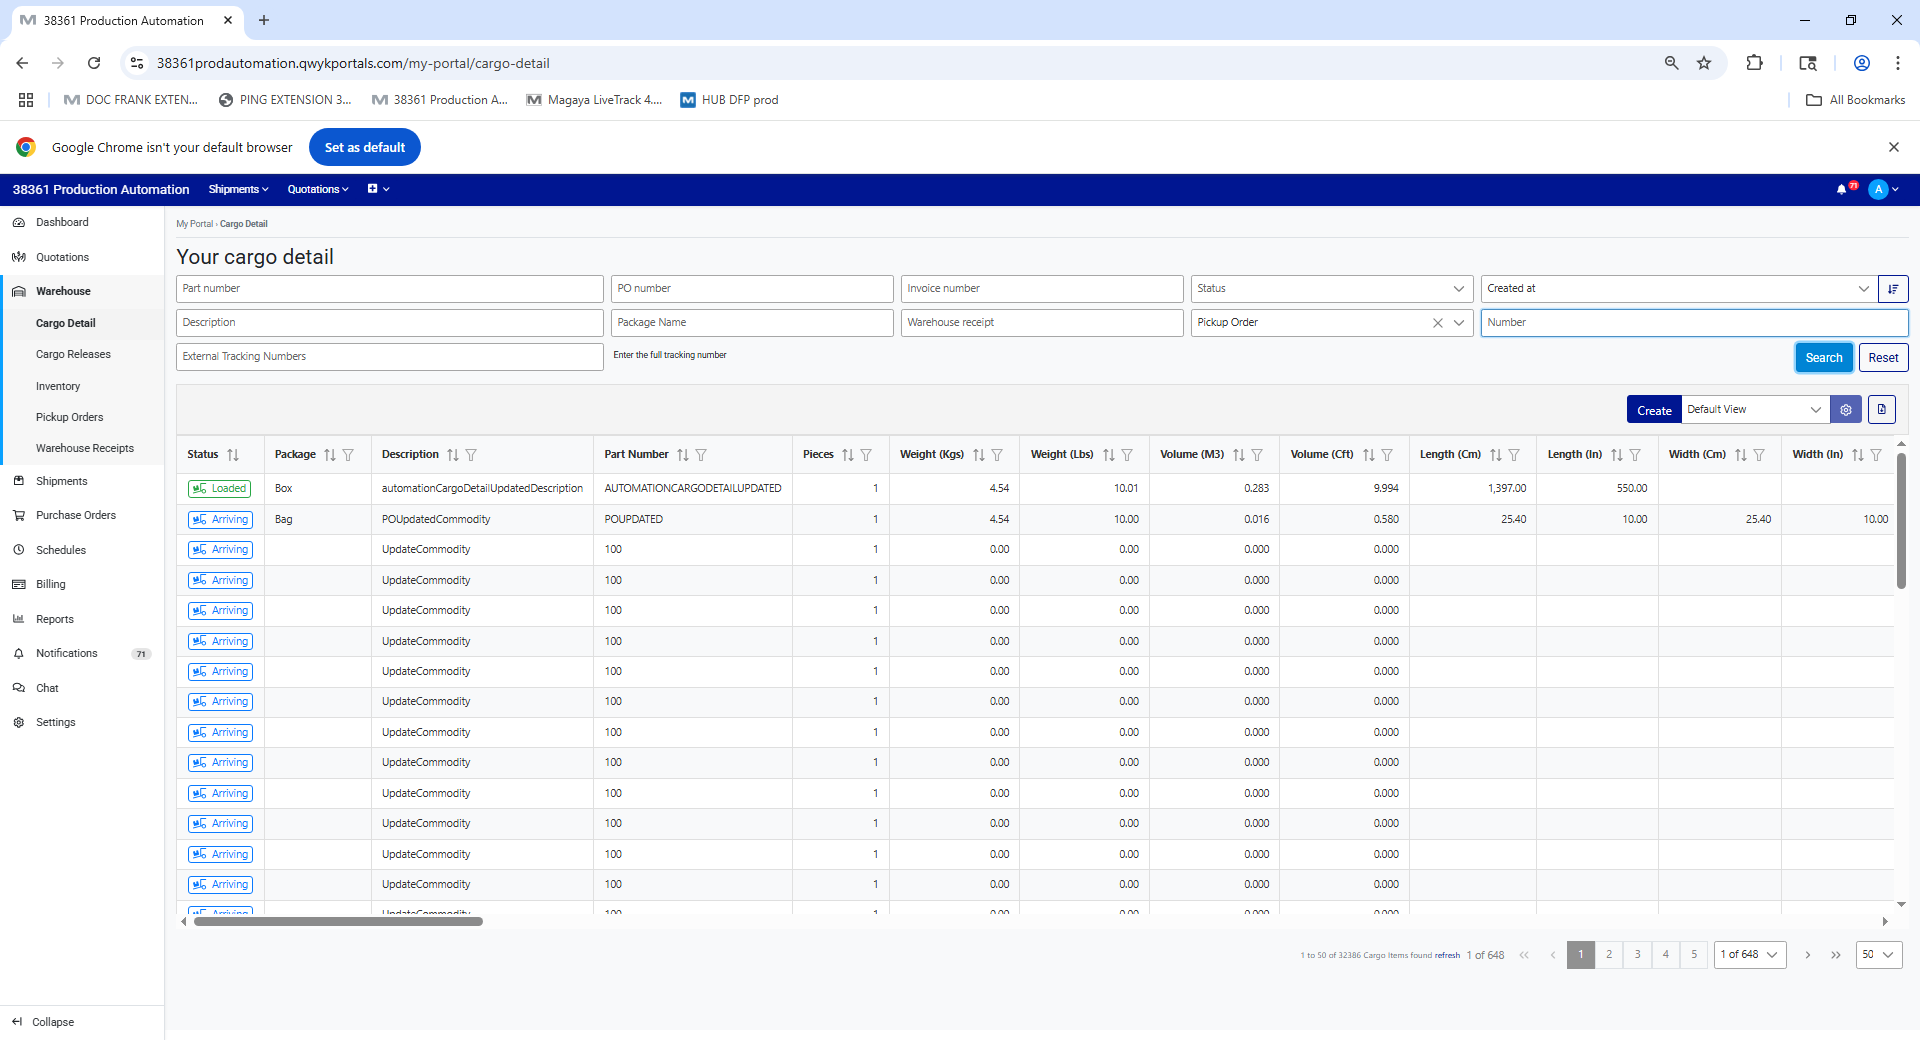 38361 Production Automation
38361prodautomation.qwykportals.com/my-portal/cargo-detail
DOC FRANK EXTEN... PING EXTENSION 3... 38361 Production A... Magaya LiveTrack 4.... HUB DFP prod All Bookmarks
Google Chrome isn't your default browser Set as default
38361 Production Automation Shipments Quotations 71 A
Dashboard
Quotations
Warehouse
Cargo Detail
Cargo Releases
Inventory
Pickup Orders
Warehouse Receipts
Shipments
Purchase Orders
Schedules
Billing
Reports
Notifications 71
Chat
Settings
Collapse
My Portal › Cargo Detail
Your cargo detail
Part number PO number Invoice number Status Created at
Description Package Name Warehouse receipt Pickup Order Number
External Tracking Numbers Enter the full tracking number Search Reset
Create Default View
Status Package Description Part Number Pieces Weight (Kgs) Weight (Lbs) Volume (M3) Volume (Cft) Length (Cm) Length (In) Width (Cm) Width (In)
Loaded Box automationCargoDetailUpdatedDescription AUTOMATIONCARGODETAILUPDATED 1 4.54 10.01 0.283 9.994 1,397.00 550.00
Arriving Bag POUpdatedCommodity POUPDATED 1 4.54 10.00 0.016 0.580 25.40 10.00 25.40 10.00
Arriving UpdateCommodity 100 1 0.00 0.00 0.000 0.000
Arriving UpdateCommodity 100 1 0.00 0.00 0.000 0.000
Arriving UpdateCommodity 100 1 0.00 0.00 0.000 0.000
Arriving UpdateCommodity 100 1 0.00 0.00 0.000 0.000
Arriving UpdateCommodity 100 1 0.00 0.00 0.000 0.000
Arriving UpdateCommodity 100 1 0.00 0.00 0.000 0.000
Arriving UpdateCommodity 100 1 0.00 0.00 0.000 0.000
Arriving UpdateCommodity 100 1 0.00 0.00 0.000 0.000
Arriving UpdateCommodity 100 1 0.00 0.00 0.000 0.000
Arriving UpdateCommodity 100 1 0.00 0.00 0.000 0.000
Arriving UpdateCommodity 100 1 0.00 0.00 0.000 0.000
Arriving UpdateCommodity 100 1 0.00 0.00 0.000 0.000
Arriving UpdateCommodity 100 1 0.00 0.00 0.000 0.000
1 to 50 of 32386 Cargo Items found refresh 1 of 648 « ‹ 1 2 3 4 5 1 of 648 › » 50